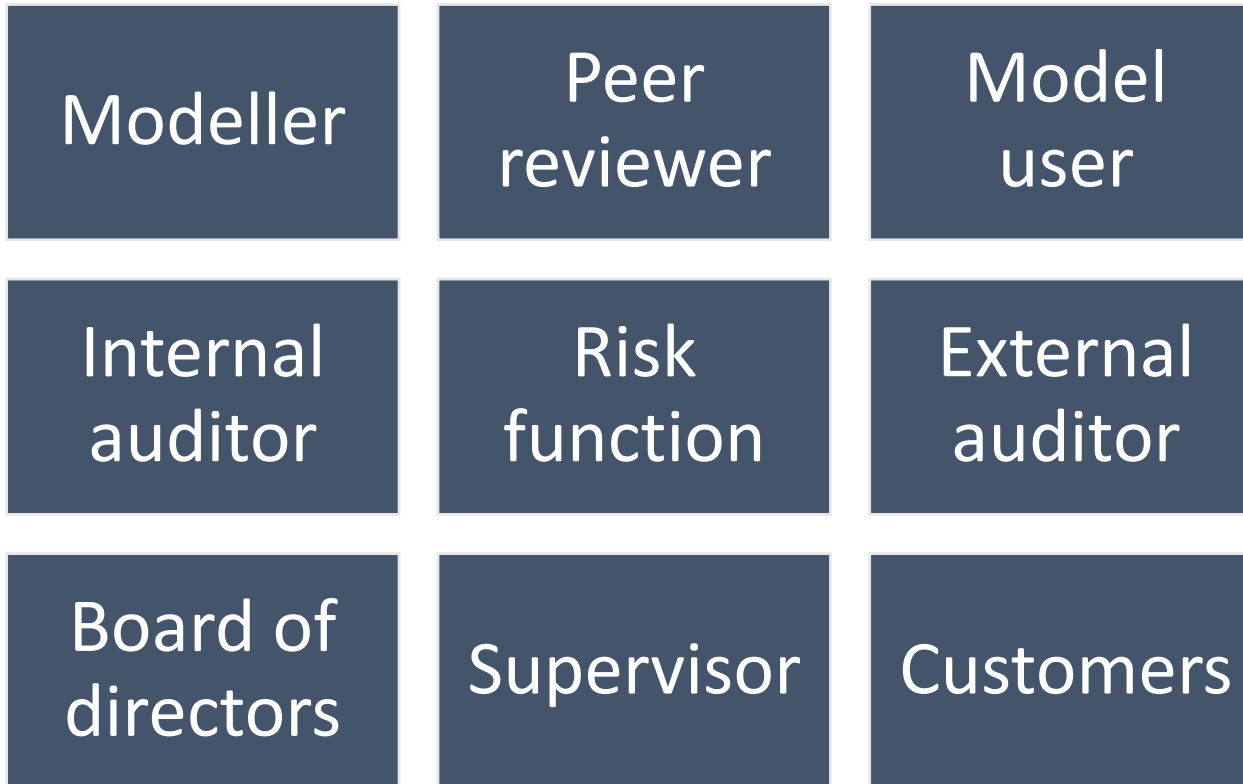 Modeller
Peer
reviewer
Model
user
Internal
auditor
Risk
function
External
auditor
Board of
directors
Supervisor
Customers